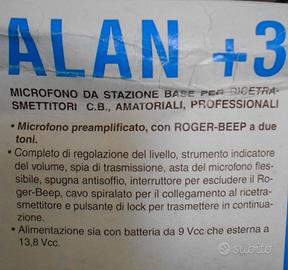 ALAN +3
MICROFONO DA STAZIONE BASE PER RICETRA-
SMETTITORI C.B., AMATORIALI, PROFESSIONALI
• Microfono preamplificato, con ROGER-BEEP a due
toni.
• Completo di regolazione del livello, strumento indicatore
del volume, spia di trasmissione, asta del microfono fles-
sibile, spugna antisoffio, interruttore per escludere il Ro-
ger-Beep, cavo spiralato per il collegamento al ricetra-
smettitore e pulsante di lock per trasmettere in continua-
zione.
• Alimentazione sia con batteria da 9 Vcc che esterna a
13,8 Vcc.
subito